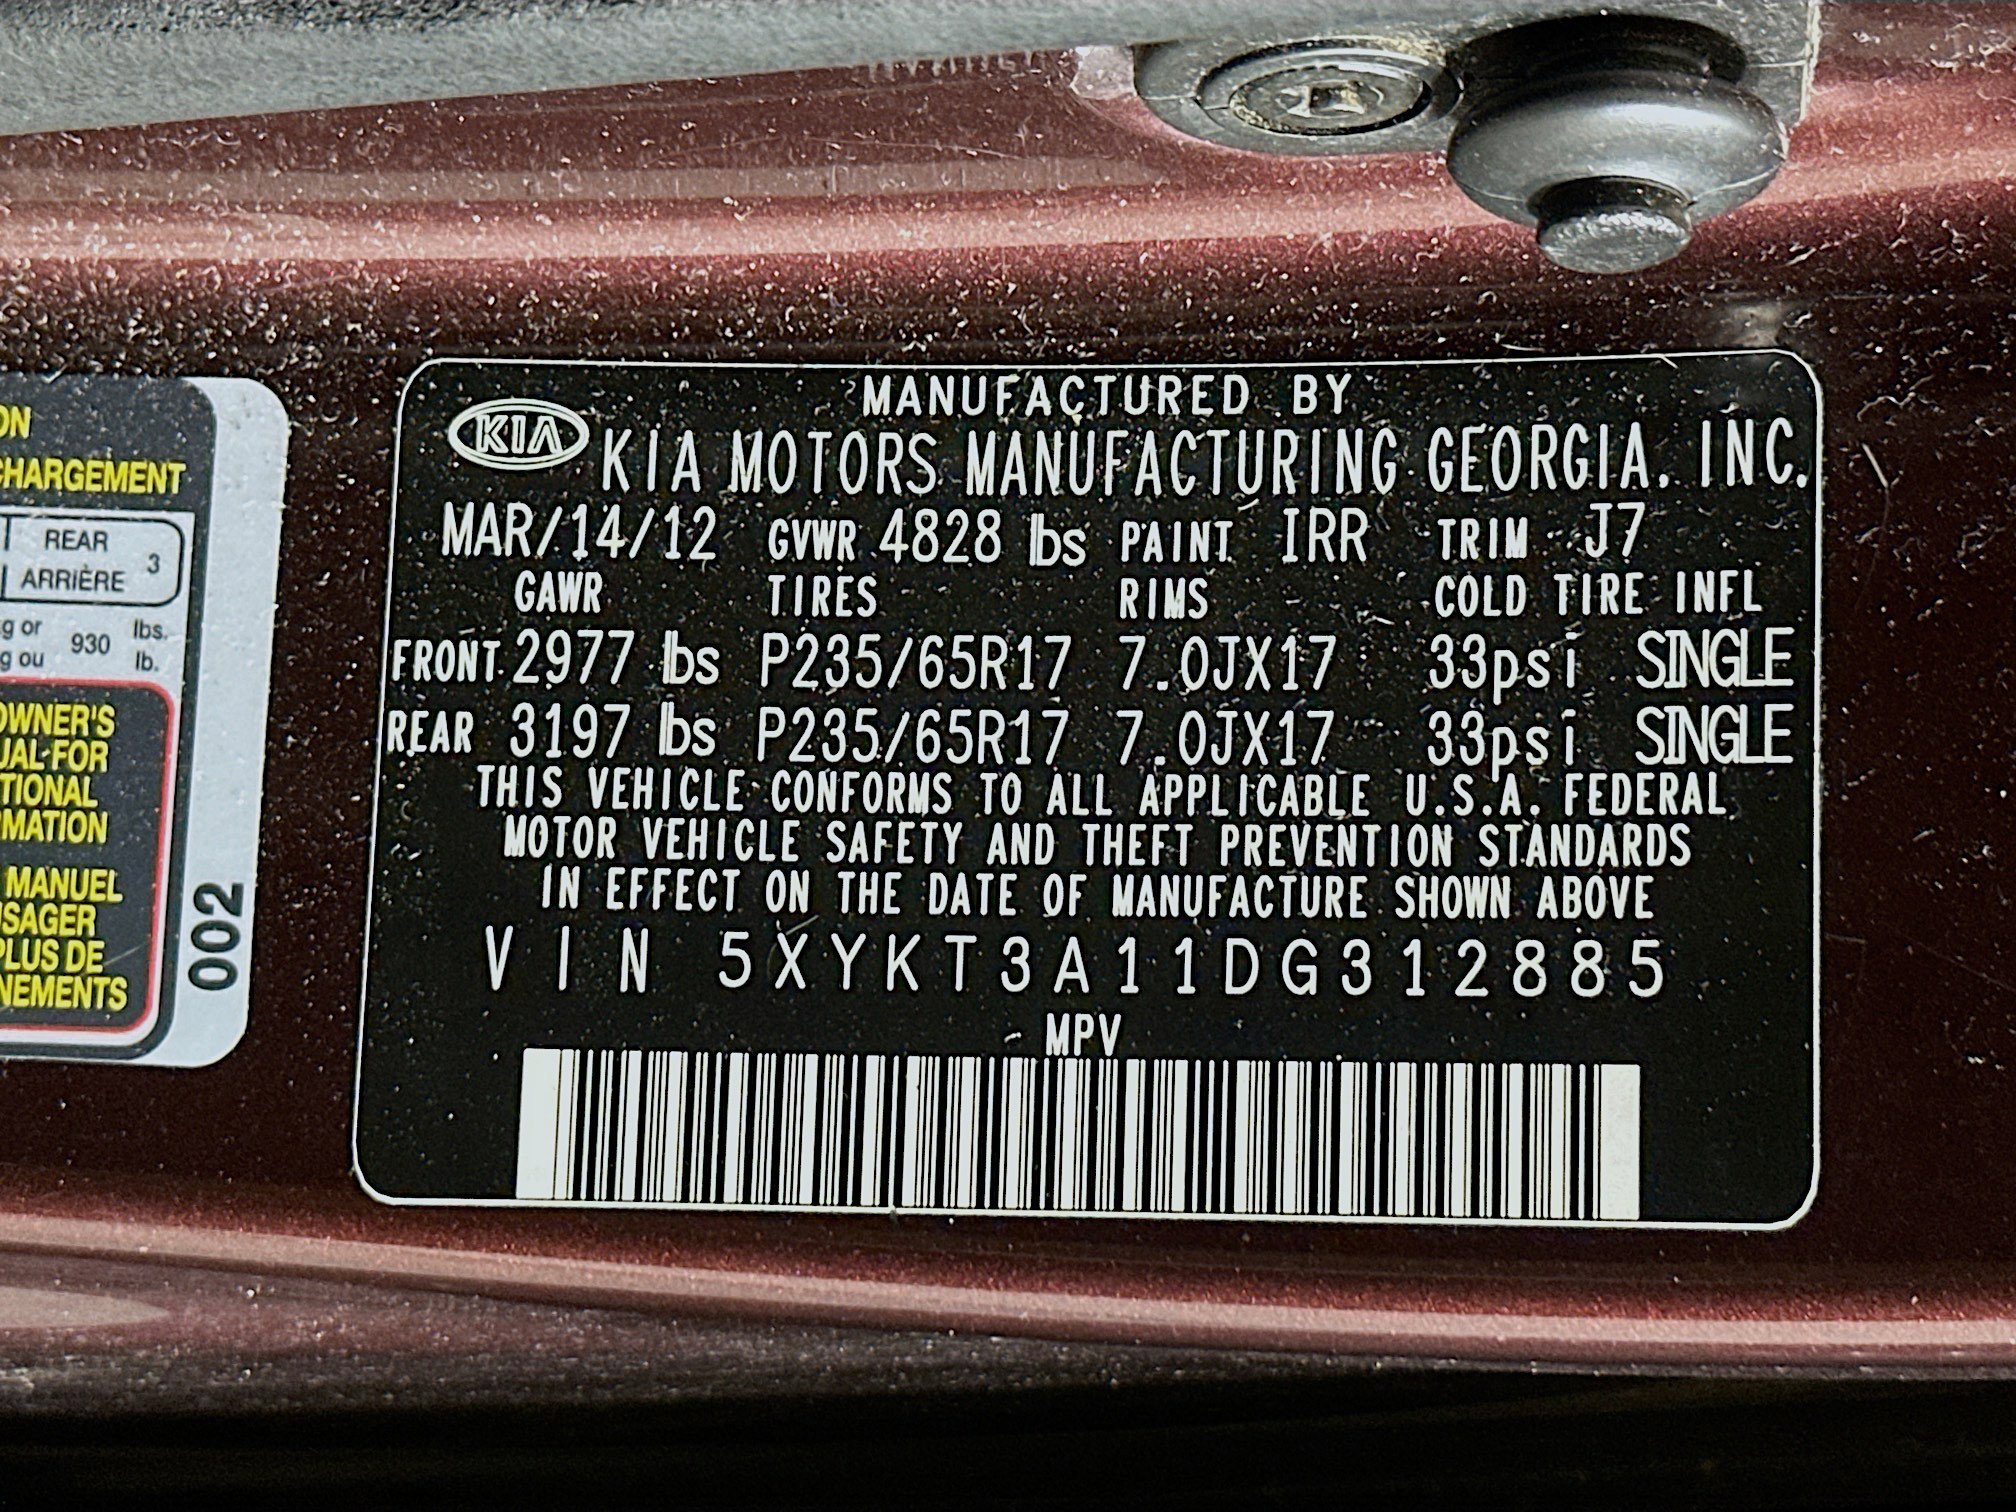 ON
CHARGEMENT
REAR
ARRIÈRE
3
g or
g ou
930
lbs.
lb.
OWNER'S
UAL FOR
TIONAL
RMATION
MANUEL
USAGER
PLUS DE
NEMENTS
002
MANUFACTURED BY
KIA
KIA MOTORS MANUFACTURING GEORGIA. INC.
MAR/14/12 GVWR 4828 lbs PAINT IRR TRIM J7
GAWR TIRES RIMS COLD TIRE INFL
FRONT 2977 lbs P235/65R17 7.0JX17 33psi SINGLE
REAR 3197 lbs P235/65R17 7.0JX17 33psi SINGLE
THIS VEHICLE CONFORMS TO ALL APPLICABLE U.S.A. FEDERAL
MOTOR VEHICLE SAFETY AND THEFT PREVENTION STANDARDS
IN EFFECT ON THE DATE OF MANUFACTURE SHOWN ABOVE
VIN 5XYKT3A11DG312885
MPV